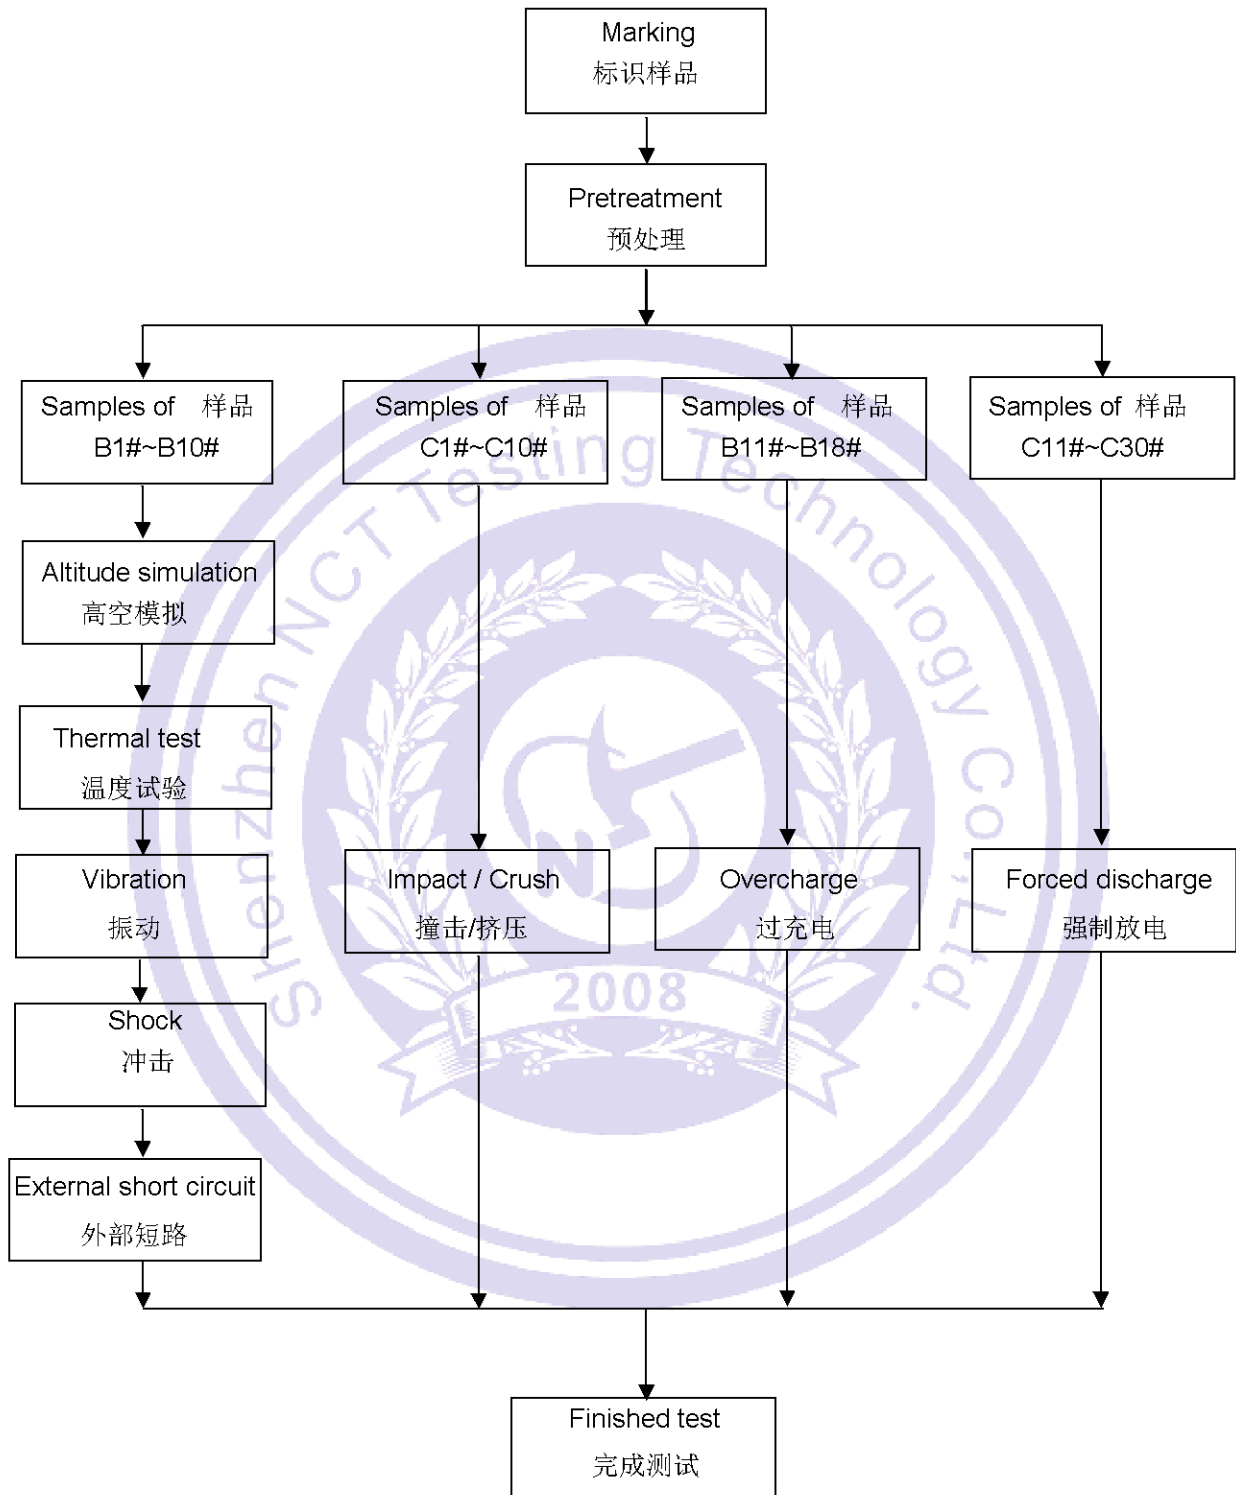 Marking
标识样品
Pretreatment
预处理
Samples of 样品
B1#~B10#
Samples of 样品
C1#~C10#
Samples of 样品
B11#~B18#
Samples of 样品
C11#~C30#
Altitude simulation
高空模拟
Thermal test
温度试验
Vibration
振动
Impact / Crush
撞击/挤压
Overcharge
过充电
Forced discharge
强制放电
Shock
冲击
External short circuit
外部短路
Finished test
完成测试
Shenzhen NCT Testing Technology Co., Ltd.
2008